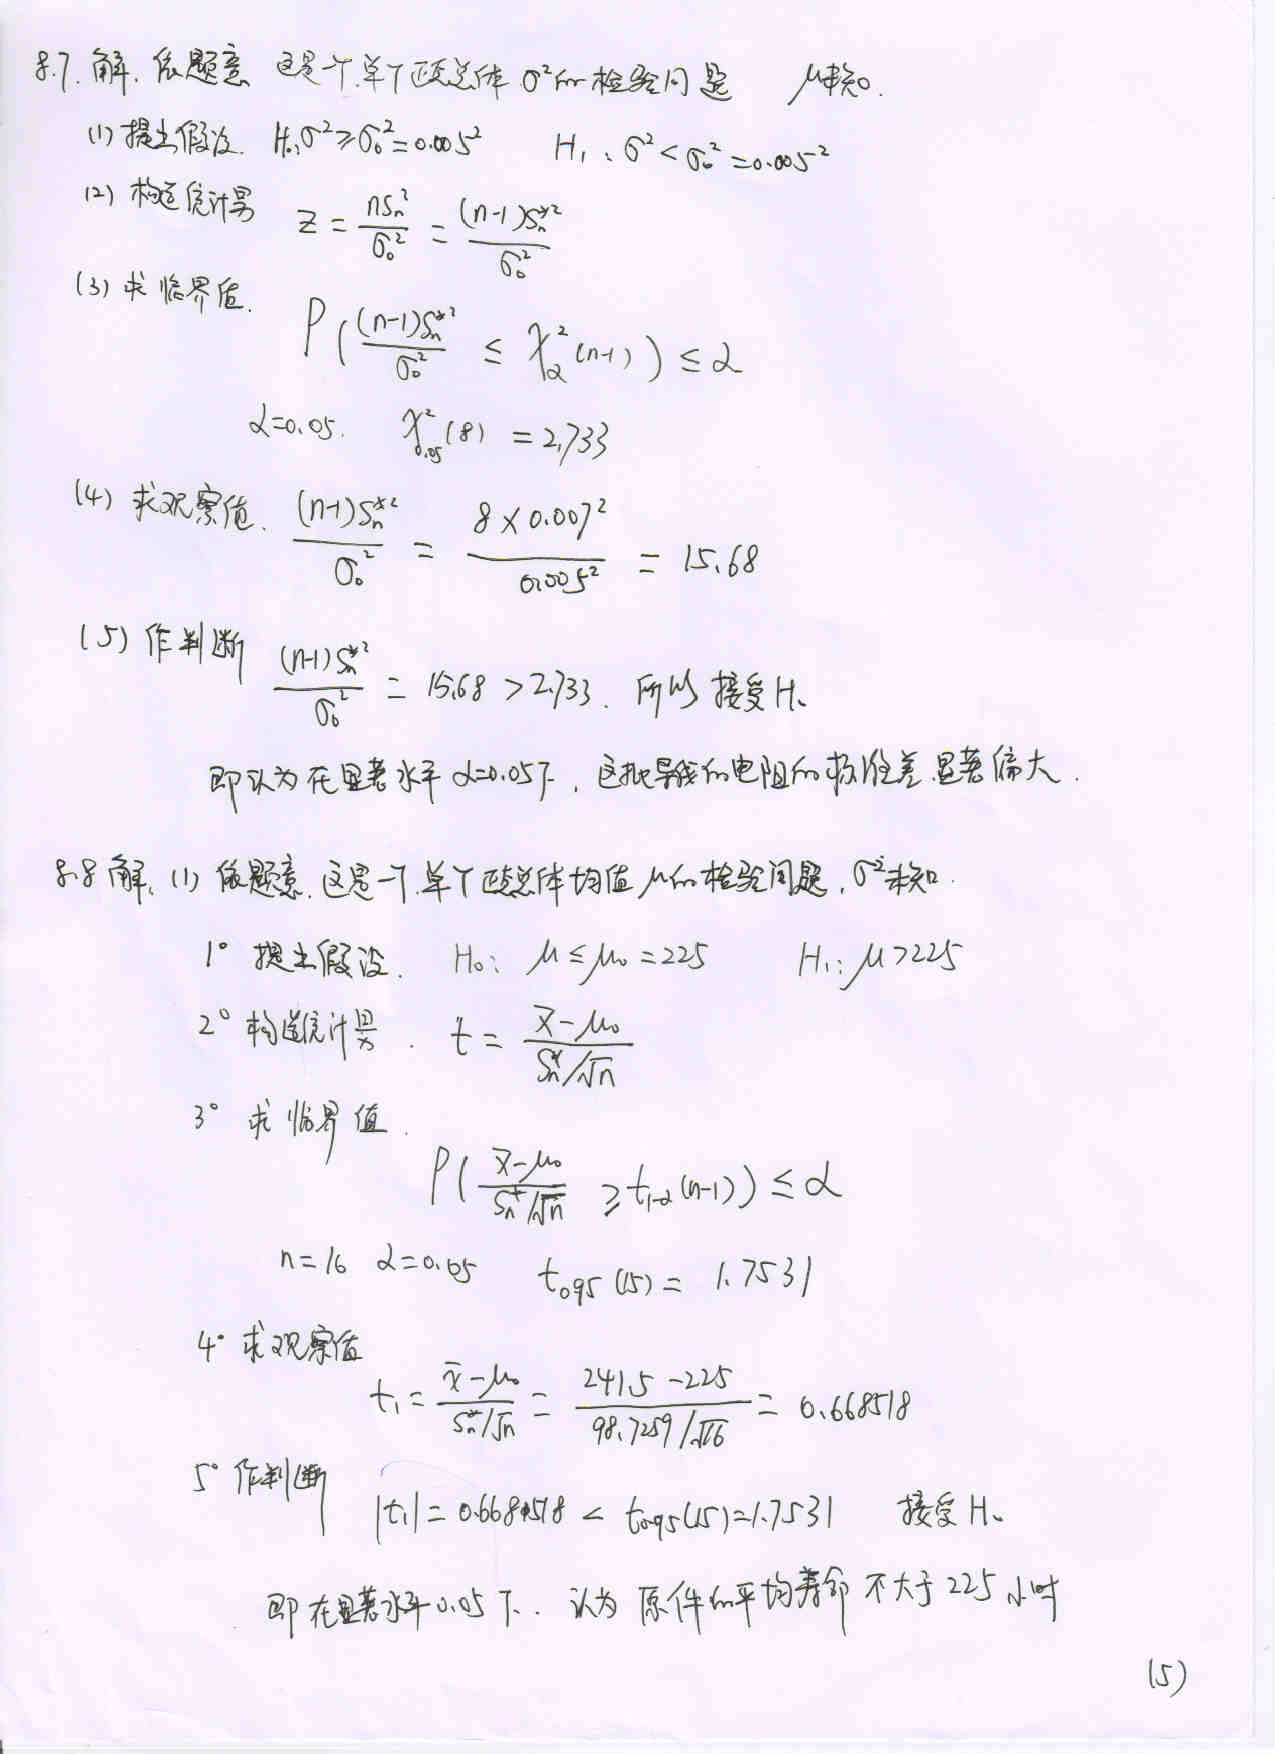 8.7. 解. 依题意 这是一个单个正态总体σ²的检验问题 μ未知.
(1) 提出假设. H₀: σ² ≥ σ₀² = 0.005² H₁: σ² < σ₀² = 0.005²
(2) 构造统计量 Z = nSₙ²/σ₀² = (n-1)Sₙ*²/σ₀²
(3) 求临界值.
P( (n-1)Sₙ*²/σ₀² ≤ χ²_α(n-1) ) ≤ α
α=0.05. χ²_0.05(8) = 2.733
(4) 求观察值. (n-1)Sₙ*²/σ₀² = 8×0.007²/0.005² = 15.68
(5) 作判断 (n-1)Sₙ*²/σ₀² = 15.68 > 2.733. 所以接受H₀
即认为在显著水平α=0.05下, 这批导线的电阻的标准差显著偏大.
8.8 解. (1) 依题意, 这是一个单个正态总体均值μ的检验问题, σ²未知.
1° 提出假设. H₀: μ ≤ μ₀ = 225 H₁: μ > 225
2° 构造统计量. t = (x̄-μ₀)/(Sₙ*/√n)
3° 求临界值.
P( (x̄-μ₀)/(Sₙ*/√n) ≥ t_1-α(n-1) ) ≤ α
n=16 α=0.05 t_0.95(15) = 1.7531
4° 求观察值
t₁ = (x̄-μ₀)/(Sₙ*/√n) = (241.5-225)/(98.7259/√16) = 0.668518
5° 作判断
|t₁| = 0.668518 < t_0.95(15)=1.7531 接受H₀
即在显著水平0.05下. 认为原件的平均寿命不大于225小时
(5)